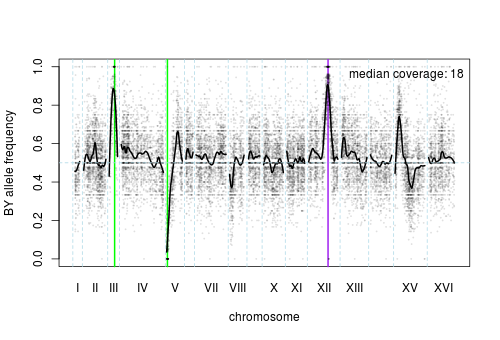 median coverage: 18
BY allele frequency
1.0
0.8
0.6
0.4
0.2
0.0
I II III IV V VII VIII X XI XII XIII XV XVI
chromosome